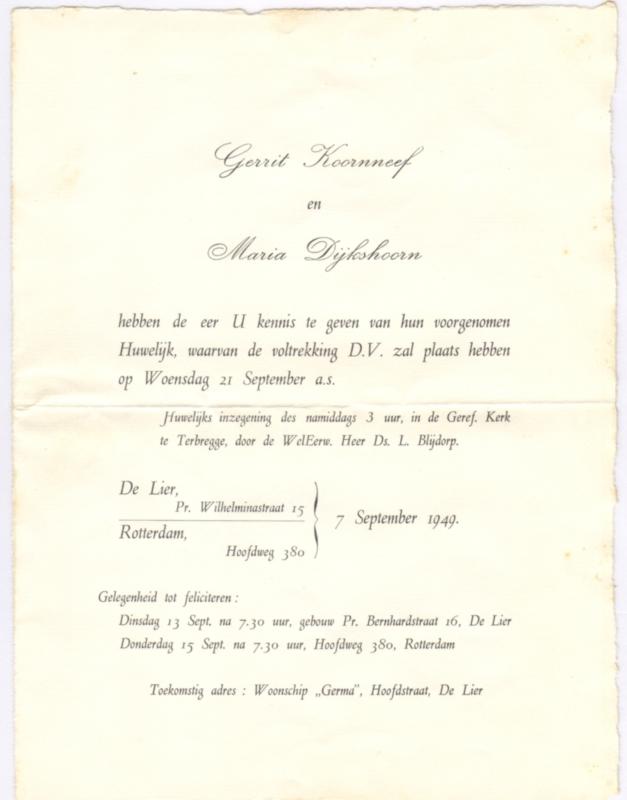 Gerrit Koornneef
en
Maria Dijkshoorn
hebben de eer U kennis te geven van hun voorgenomen
Huwelijk, waarvan de voltrekking D.V. zal plaats hebben
op Woensdag 21 September a.s.
Huwelijks inzegening des namiddags 3 uur, in de Geref. Kerk
te Terbregge, door de WelEerw. Heer Ds. L. Blijdorp.
De Lier,
Pr. Wilhelminastraat 15
Rotterdam,
Hoofdweg 380
7 September 1949.
Gelegenheid tot feliciteren :
Dinsdag 13 Sept. na 7.30 uur, gebouw Pr. Bernhardstraat 16, De Lier
Donderdag 15 Sept. na 7.30 uur, Hoofdweg 380, Rotterdam
Toekomstig adres : Woonschip „Germa", Hoofdstraat, De Lier